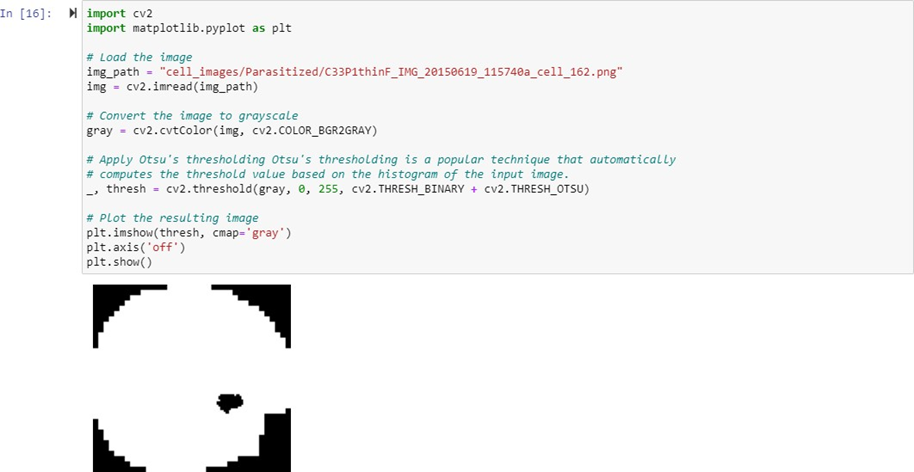 In [16]:
import cv2
import matplotlib.pyplot as plt
# Load the image
img_path = "cell_images/Parasitized/C33P1thinF_IMG_20150619_115740a_cell_162.png"
img = cv2.imread(img_path)
# Convert the image to grayscale
gray = cv2.cvtColor(img, cv2.COLOR_BGR2GRAY)
# Apply Otsu's thresholding Otsu's thresholding is a popular technique that automatically
# computes the threshold value based on the histogram of the input image.
_, thresh = cv2.threshold(gray, 0, 255, cv2.THRESH_BINARY + cv2.THRESH_OTSU)
# Plot the resulting image
plt.imshow(thresh, cmap='gray')
plt.axis('off')
plt.show()